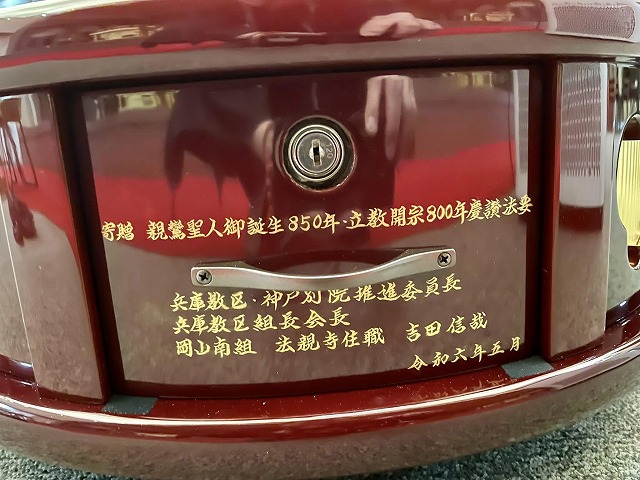 寄贈 親鸞聖人御誕生850年・立教開宗800年慶讃法要
兵庫教区・神戸別院推進委員長
兵庫教区組長会長
岡山南組 法親寺住職 吉田信哉
令和六年五月